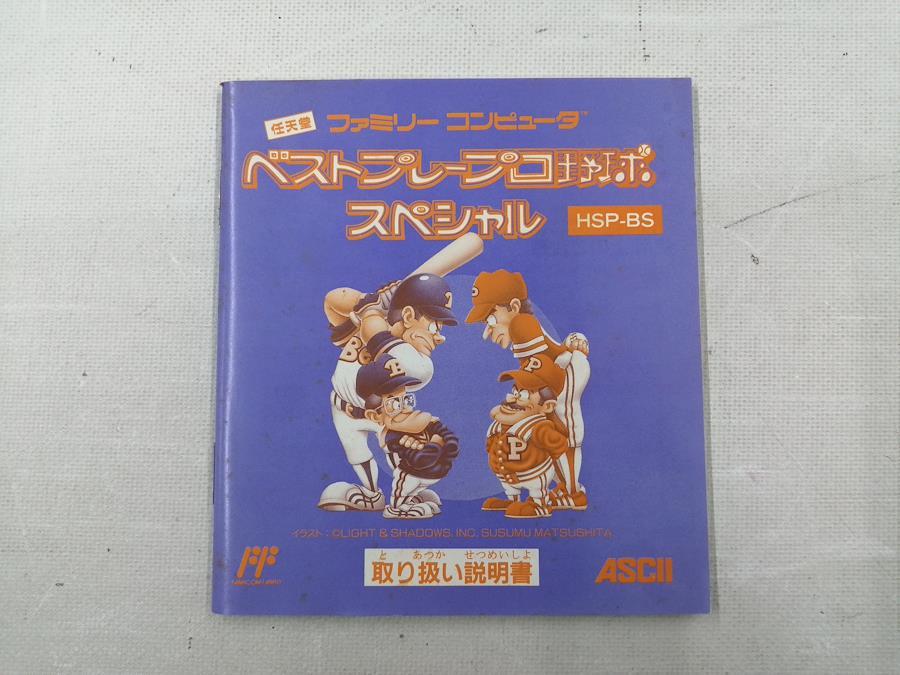 任天堂 ファミリー コンピュータ™
ベストプレープロ野球
スペシャル HSP-BS
イラスト：©LIGHT & SHADOWS, INC. SUSUMU MATSUSHITA
と あつか せつめいしよ
取り扱い説明書
ASCII